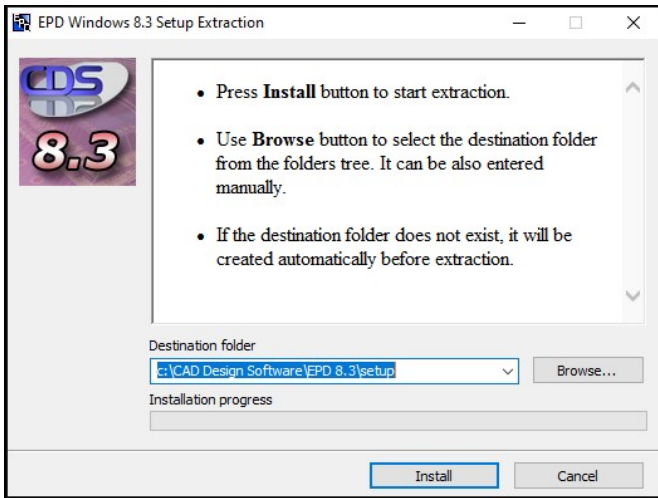 EPD Windows 8.3 Setup Extraction
CDS
8.3
• Press Install button to start extraction.
• Use Browse button to select the destination folder
from the folders tree. It can be also entered
manually.
• If the destination folder does not exist, it will be
created automatically before extraction.
Destination folder
c:\CAD Design Software\EPD 8.3\setup
Browse...
Installation progress
Install
Cancel